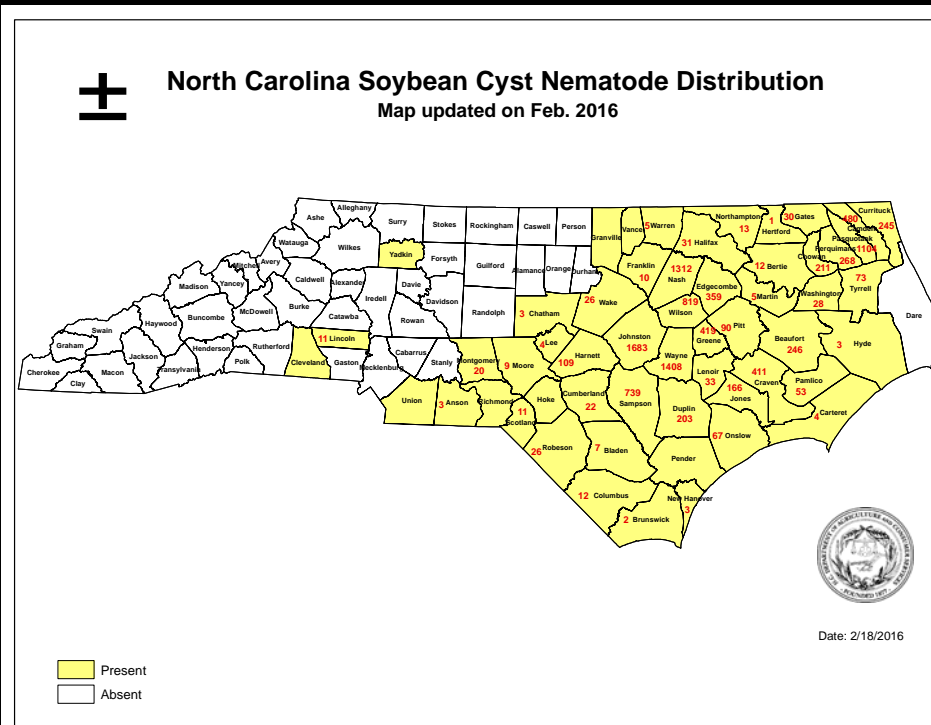 North Carolina Soybean Cyst Nematode Distribution
Map updated on Feb. 2016
±
Alleghany
Ashe
Surry
Stokes
Rockingham
Caswell
Person
Granville
Vance
5 Warren
Northampton
13
1
Hertford
30 Gates
Currituck
245
480
Camden
Pasquotank
1104
Perquimans
268
Chowan
211
Watauga
Wilkes
Yadkin
Forsyth
Guilford
Alamance
Orange
Durham
Franklin
10
31 Halifax
1312
Nash
Edgecombe
359
12 Bertie
5 Martin
Washington
28
73
Tyrrell
Dare
Mitchell
Avery
Yancey
Madison
Caldwell
Alexander
Iredell
Davie
Davidson
Randolph
3 Chatham
26 Wake
819
Wilson
419
Greene
90 Pitt
Beaufort
246
3 Hyde
Buncombe
McDowell
Burke
Catawba
Rowan
Haywood
Swain
Graham
Cherokee
Clay
Macon
Jackson
Transylvania
Henderson
Polk
Rutherford
Cleveland
11 Lincoln
Gaston
Mecklenburg
Cabarrus
Stanly
Montgomery
20
9 Moore
4 Lee
109
Harnett
Johnston
1683
Wayne
1408
Lenoir
33
411
Craven
166
Jones
Pamlico
53
4 Carteret
Union
3 Anson
Richmond
11
Scotland
Hoke
Cumberland
22
739
Sampson
Duplin
203
67 Onslow
26 Robeson
7
Bladen
Pender
12 Columbus
2 Brunswick
New Hanover
3
N.C. DEPARTMENT OF AGRICULTURE AND CONSUMER SERVICES
FOUNDED 1877
Date: 2/18/2016
Present
Absent